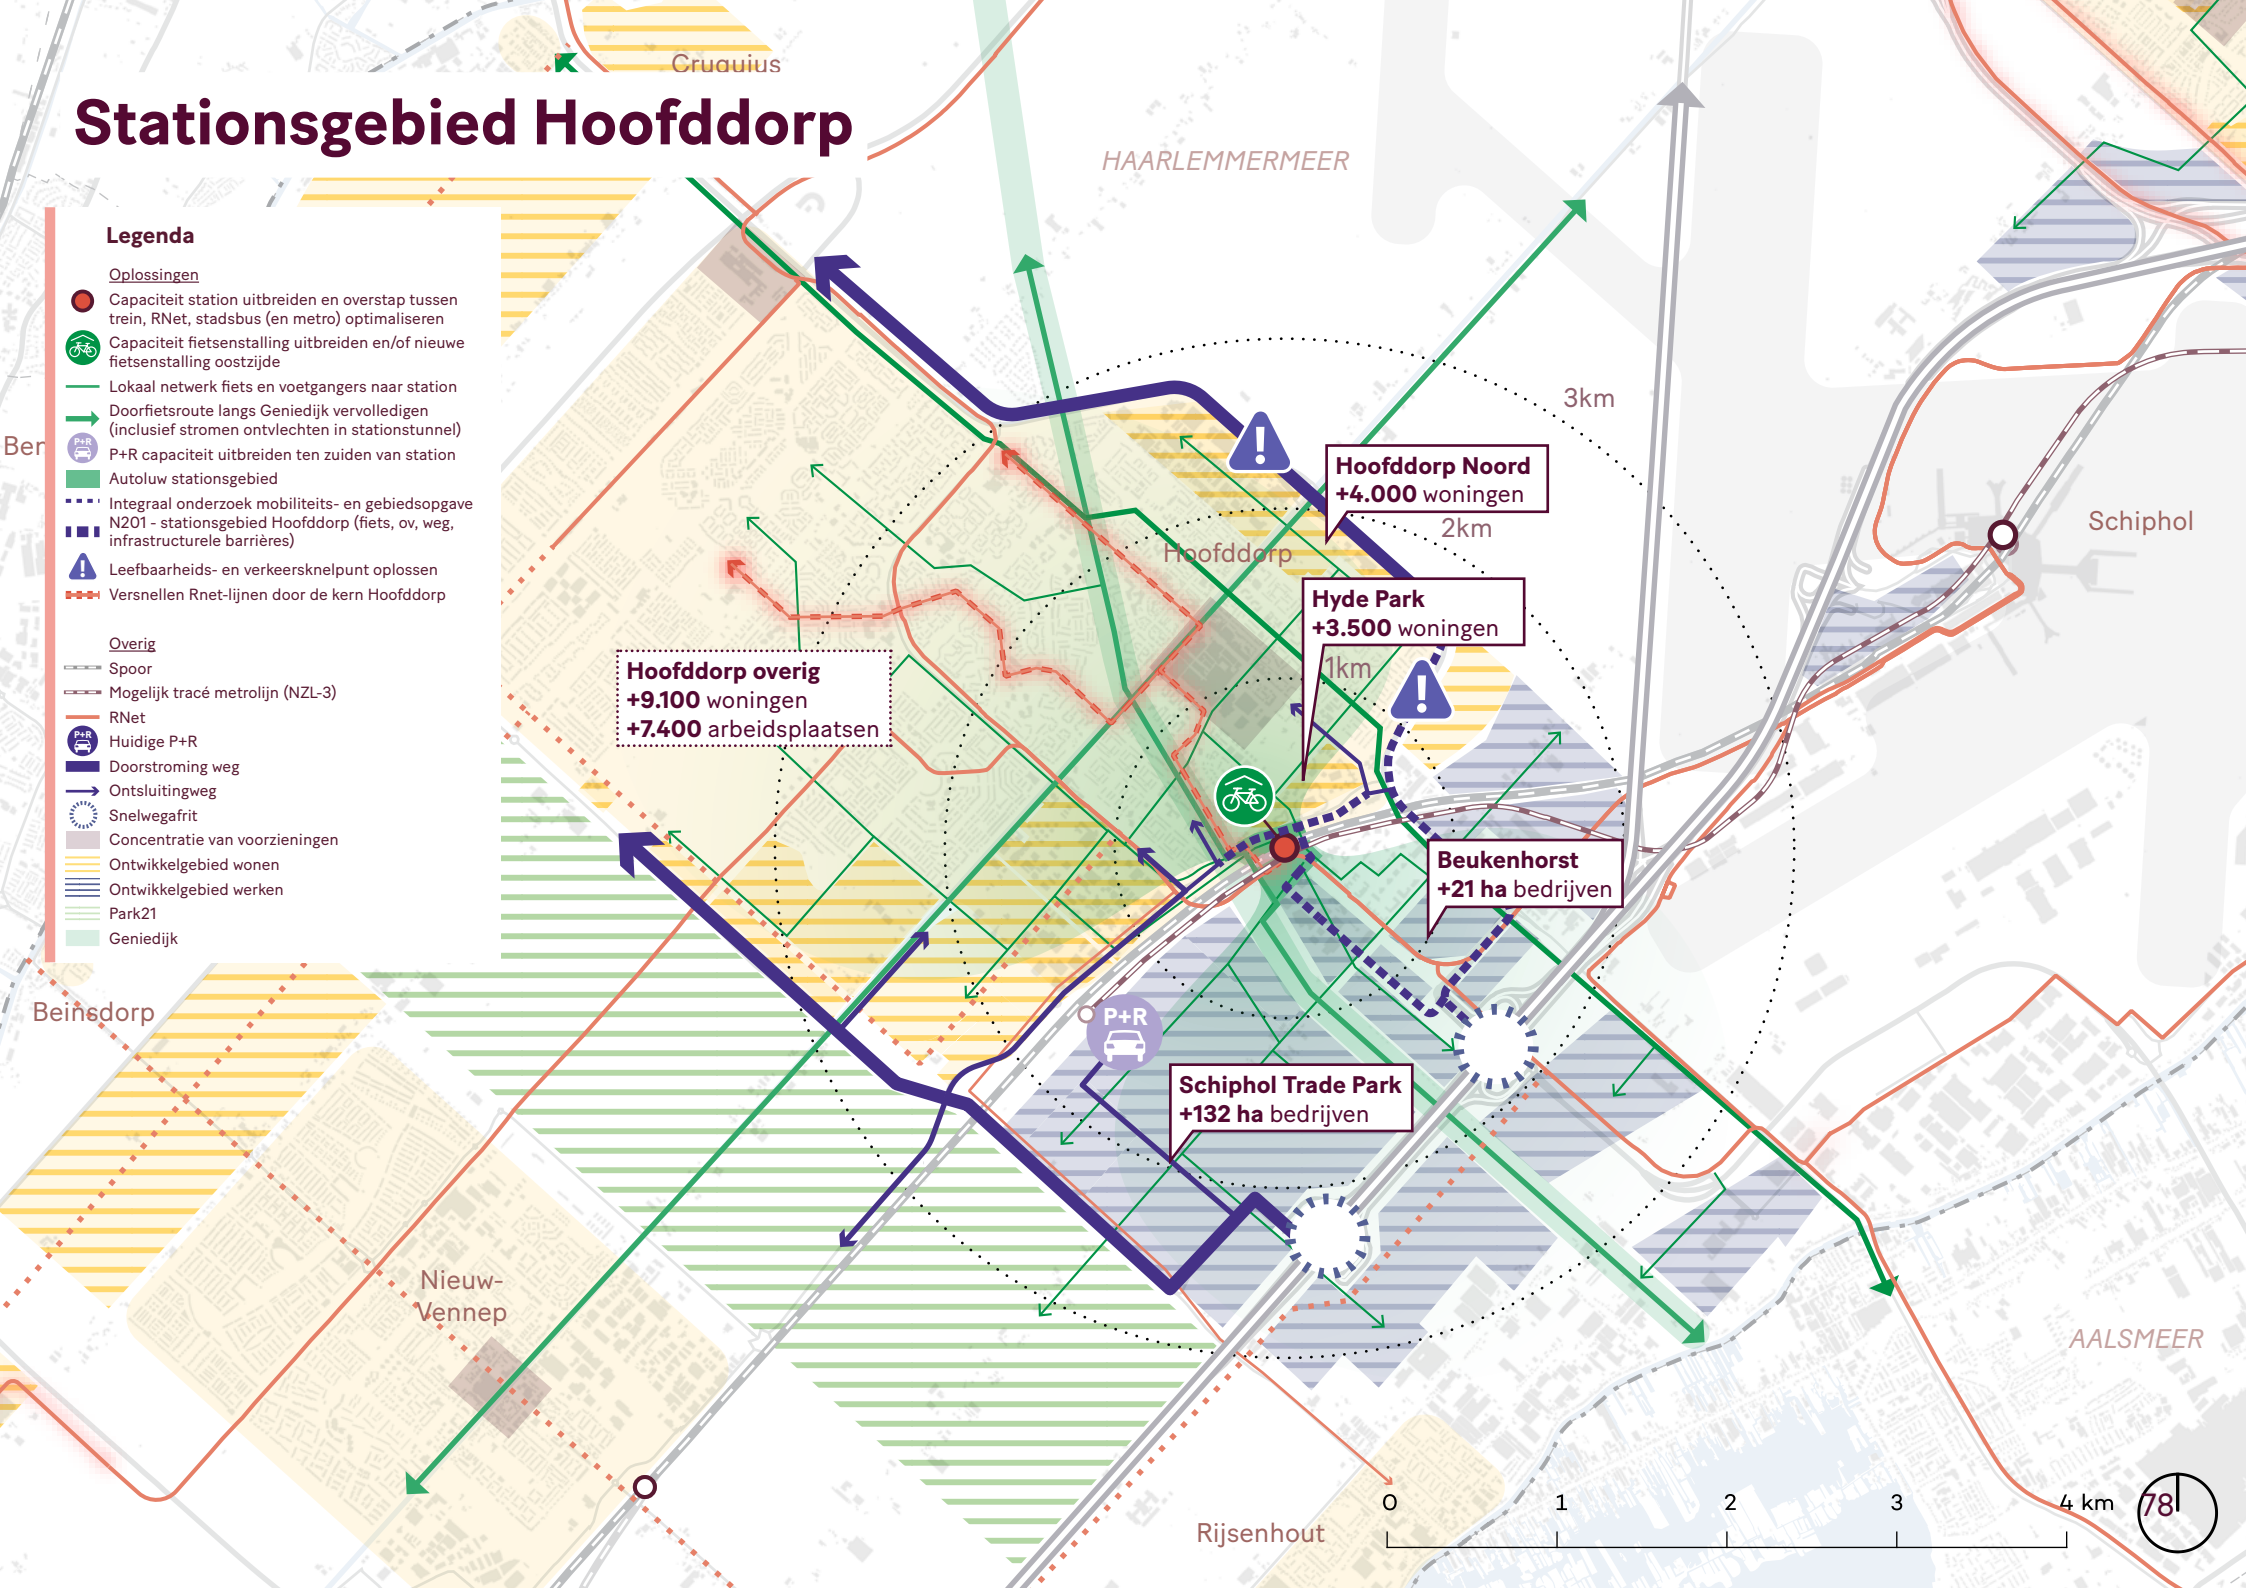 Cruquius
Stationsgebied Hoofddorp
HAARLEMMERMEER
Legenda
Oplossingen
Capaciteit station uitbreiden en overstap tussen
trein, RNet, stadsbus (en metro) optimaliseren
Capaciteit fietsenstalling uitbreiden en/of nieuwe
fietsenstalling oostzijde
Lokaal netwerk fiets en voetgangers naar station
Doorfietsroute langs Geniedijk vervolledigen
(inclusief stromen ontvlechten in stationstunnel)
P+R
P+R capaciteit uitbreiden ten zuiden van station
Autoluw stationsgebied
Integraal onderzoek mobiliteits- en gebiedsopgave
N201 - stationsgebied Hoofddorp (fiets, ov, weg,
infrastructurele barrières)
Leefbaarheids- en verkeersknelpunt oplossen
Versnellen Rnet-lijnen door de kern Hoofddorp
Overig
Spoor
Mogelijk tracé metrolijn (NZL-3)
RNet
P+R
Huidige P+R
Doorstroming weg
Ontsluitingweg
Snelwegafrit
Concentratie van voorzieningen
Ontwikkelgebied wonen
Ontwikkelgebied werken
Park21
Geniedijk
Ben
3km
Hoofddorp Noord
+4.000 woningen
2km
Schiphol
Hoofddorp
Hyde Park
+3.500 woningen
1km
Hoofddorp overig
+9.100 woningen
+7.400 arbeidsplaatsen
Beukenhorst
+21 ha bedrijven
Beinsdorp
P+R
Schiphol Trade Park
+132 ha bedrijven
Nieuw-
Vennep
AALSMEER
Rijsenhout
0 1 2 3 4 km
78